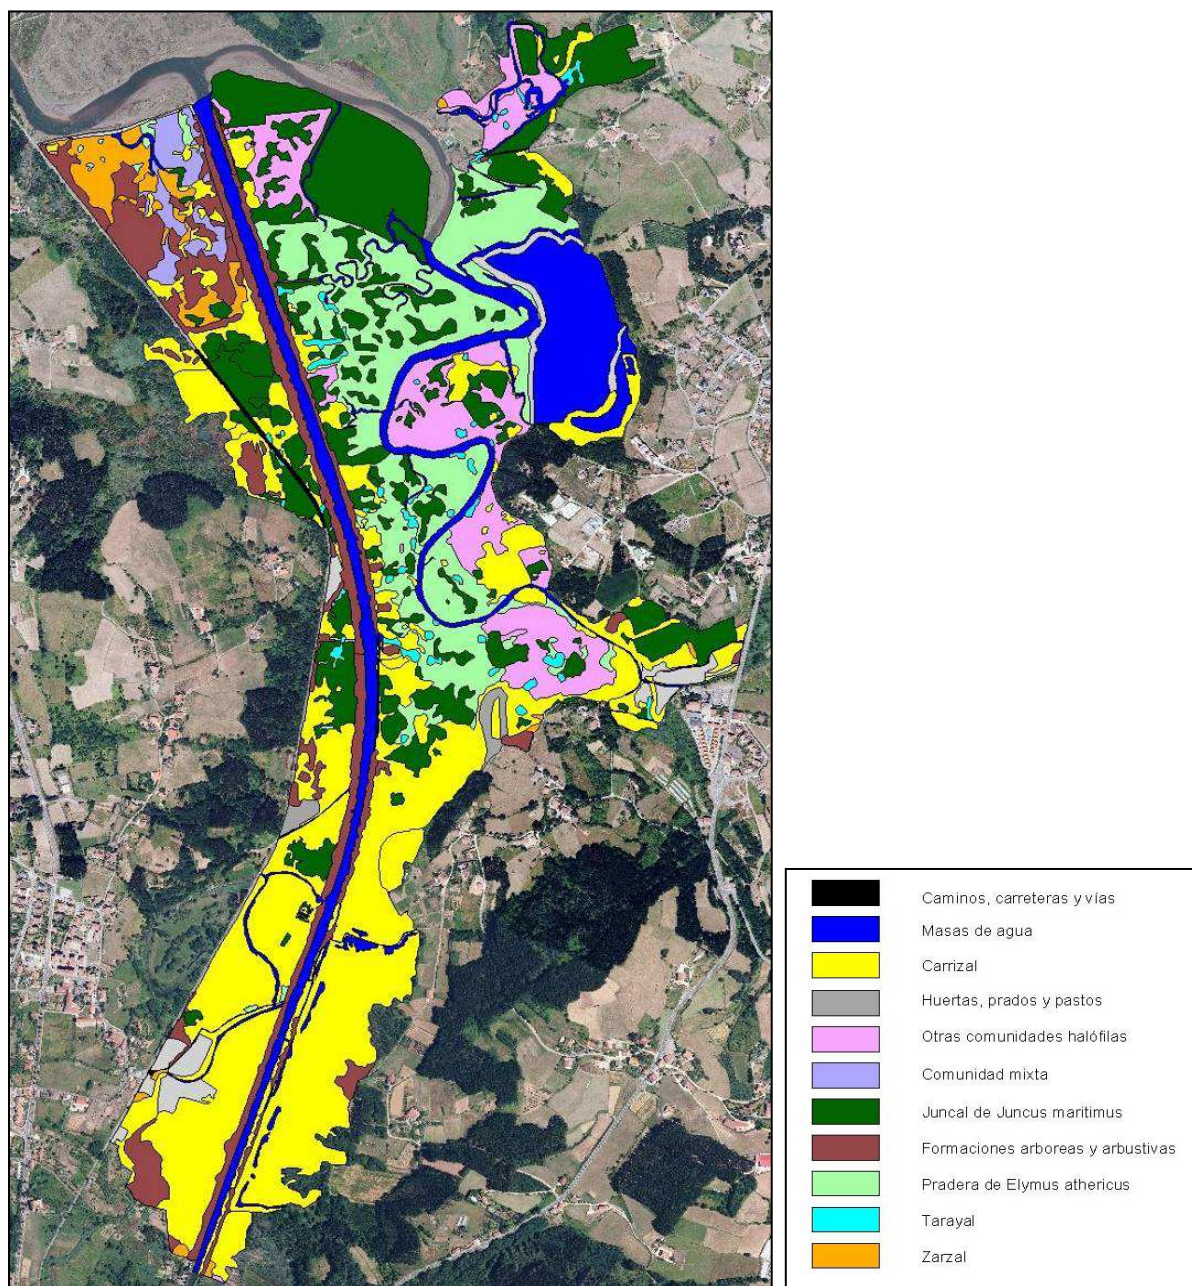 Caminos, carreteras y vías
Masas de agua
Carrizal
Huertas, prados y pastos
Otras comunidades halófilas
Comunidad mixta
Juncal de Juncus maritimus
Formaciones arboreas y arbustivas
Pradera de Elymus athericus
Tarayal
Zarzal